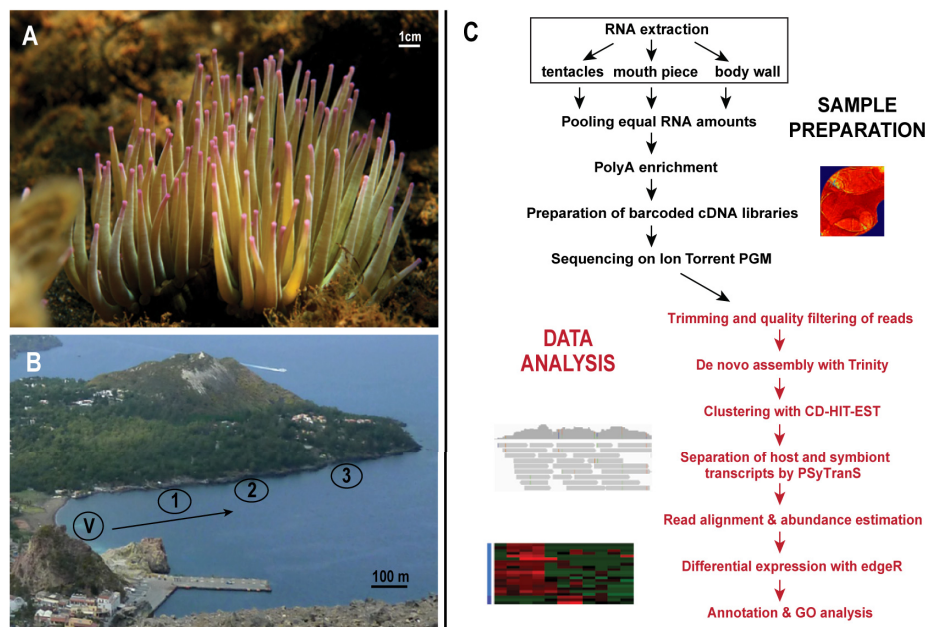 A
1cm
B
V
1
2
3
100 m
C
RNA extraction
tentacles mouth piece body wall
Pooling equal RNA amounts
PolyA enrichment
Preparation of barcoded cDNA libraries
Sequencing on Ion Torrent PGM
SAMPLE
PREPARATION
DATA
ANALYSIS
Trimming and quality filtering of reads
De novo assembly with Trinity
Clustering with CD-HIT-EST
Separation of host and symbiont
transcripts by PSyTranS
Read alignment & abundance estimation
Differential expression with edgeR
Annotation & GO analysis